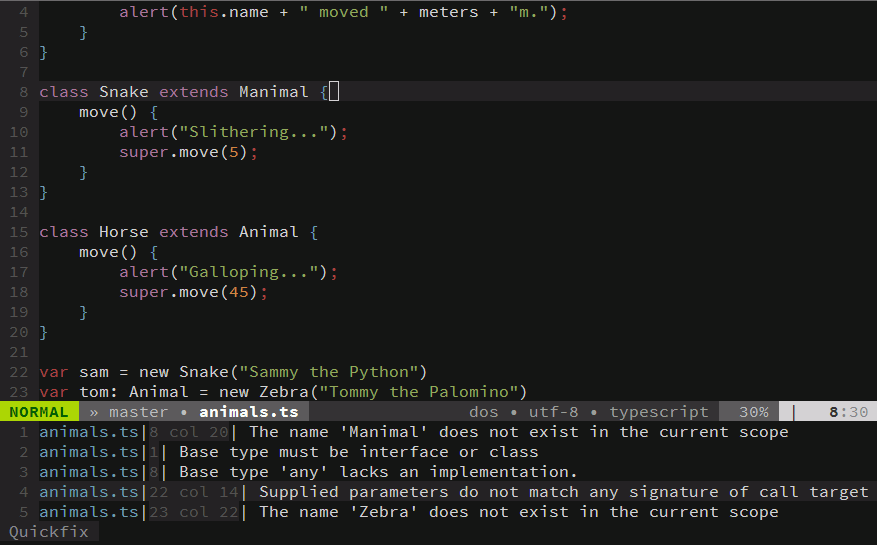 4 alert(this.name + " moved " + meters + "m.");
5 }
6 }
7
8 class Snake extends Manimal {
9 move() {
10 alert("Slithering...");
11 super.move(5);
12 }
13 }
14
15 class Horse extends Animal {
16 move() {
17 alert("Galloping...");
18 super.move(45);
19 }
20 }
21
22 var sam = new Snake("Sammy the Python")
23 var tom: Animal = new Zebra("Tommy the Palomino")
NORMAL » master • animals.ts dos • utf-8 • typescript 30% | 8:30
1 animals.ts|8 col 20| The name 'Manimal' does not exist in the current scope
2 animals.ts|1| Base type must be interface or class
3 animals.ts|8| Base type 'any' lacks an implementation.
4 animals.ts|22 col 14| Supplied parameters do not match any signature of call target
5 animals.ts|23 col 22| The name 'Zebra' does not exist in the current scope
Quickfix